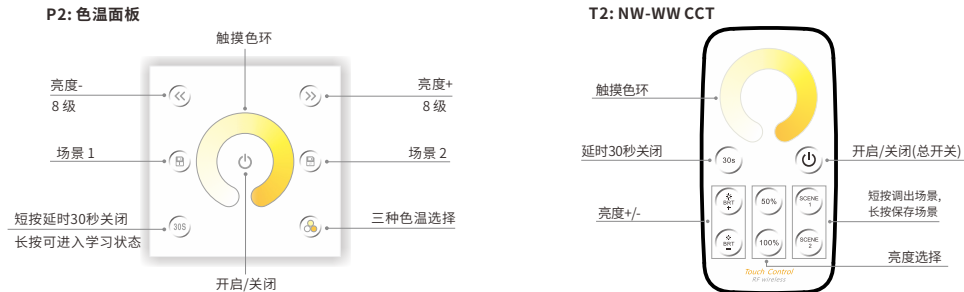 P2: 色温面板
触摸色环
亮度-
8 级
亮度+
8 级
场景 1
场景 2
短按延时30秒关闭
长按可进入学习状态
30S
三种色温选择
开启/关闭
T2: NW-WW CCT
触摸色环
延时30秒关闭
30s
开启/关闭(总开关)
亮度+/-
BRT
+
50%
SCENE
1
短按调出场景,
长按保存场景
BRT
100%
SCENE
2
亮度选择
Touch Control
RF wireless